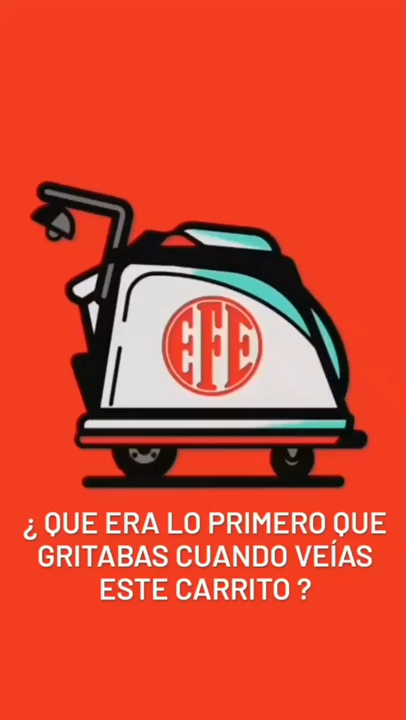 EFE
¿ QUE ERA LO PRIMERO QUE
GRITABAS CUANDO VEÍAS
ESTE CARRITO ?